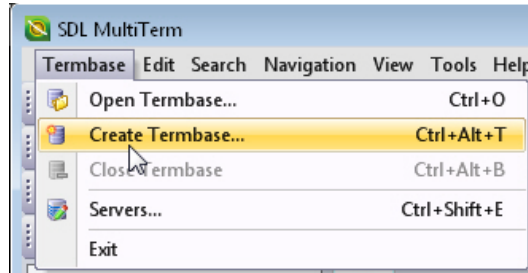 SDL MultiTerm
Termbase Edit Search Navigation View Tools Help
Open Termbase... Ctrl+O
Create Termbase... Ctrl+Alt+T
Close Termbase Ctrl+Alt+B
Servers... Ctrl+Shift+E
Exit